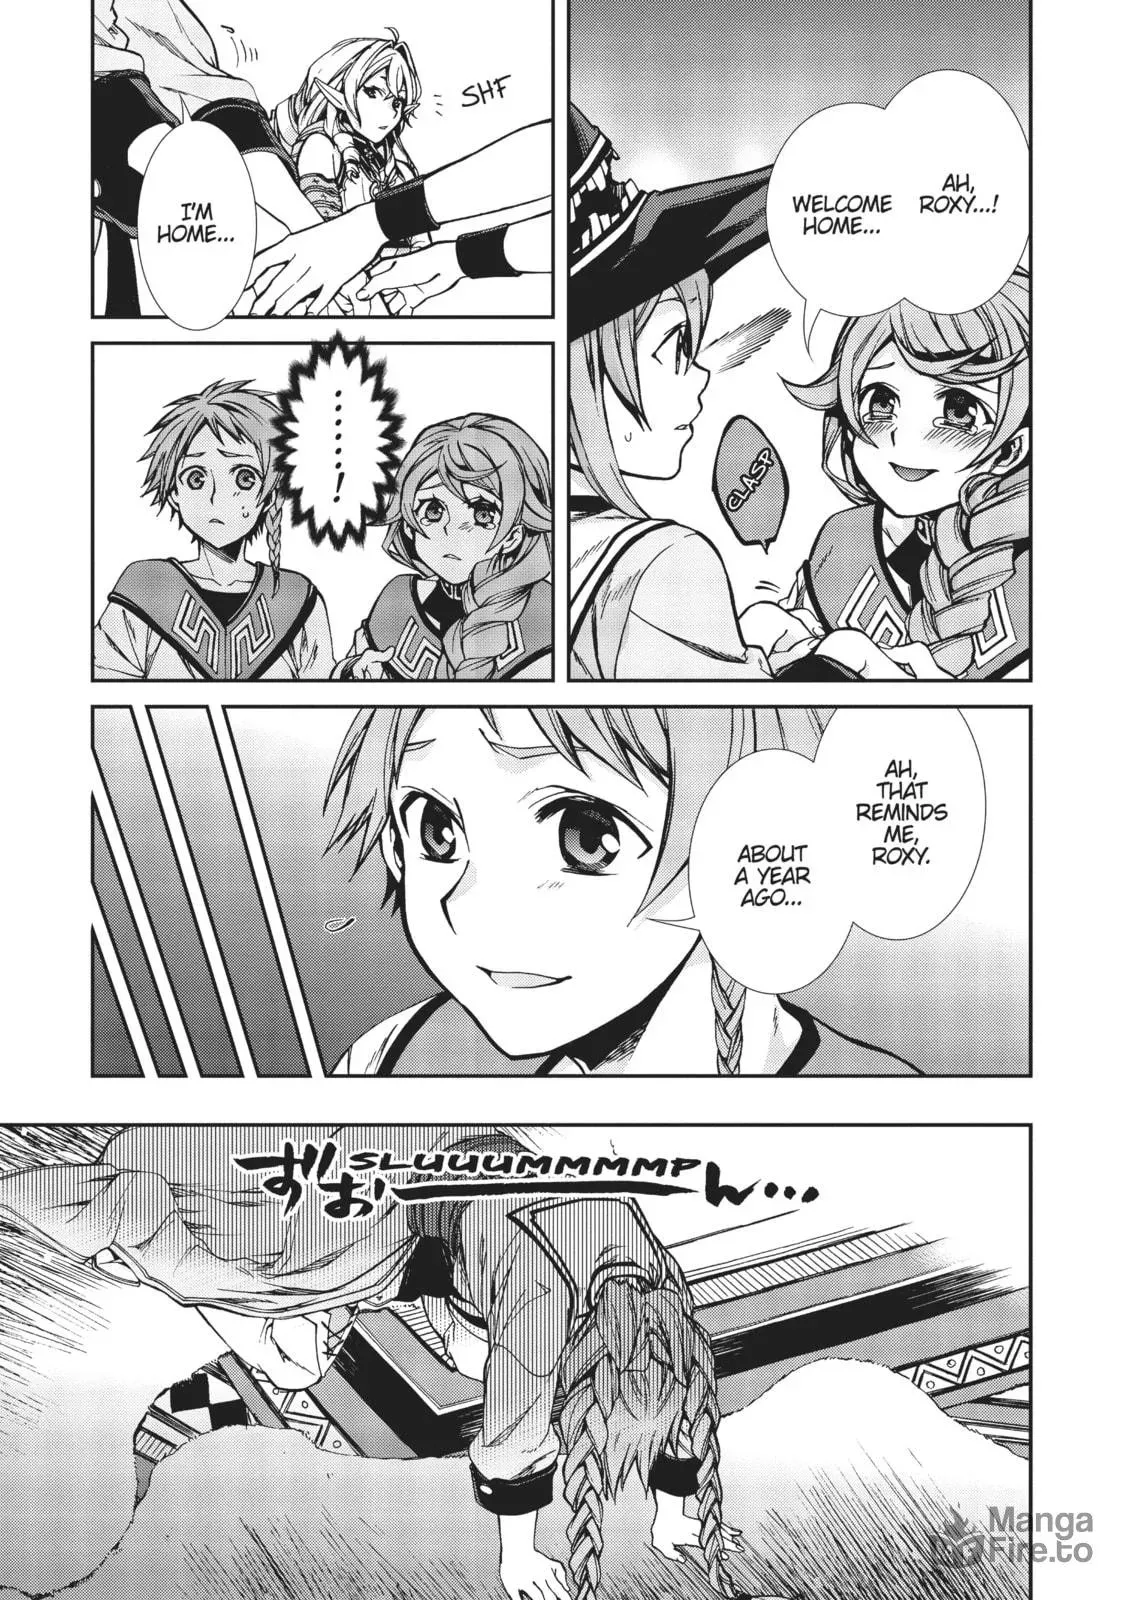 AH,
ROXY...!
WELCOME
HOME...
CLASP
SHF
I'M
HOME...
........!
AH,
THAT
REMINDS
ME,
ROXY.
ABOUT
A YEAR
AGO...
ずおーーん...
SLUUUMMMMP
Manga
Fire.to